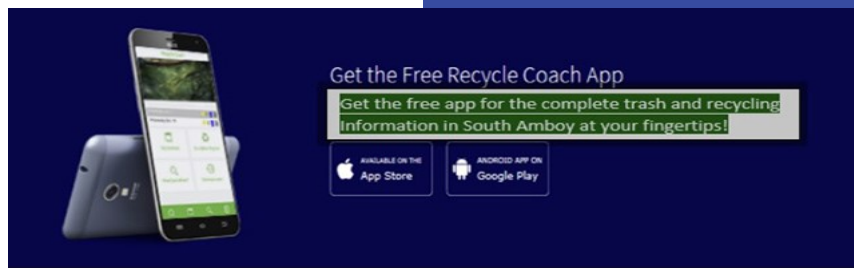 Get the Free Recycle Coach App
Get the free app for the complete trash and recycling
Information in South Amboy at your fingertips!
AVAILABLE ON THE
App Store
ANDROID APP ON
Google Play